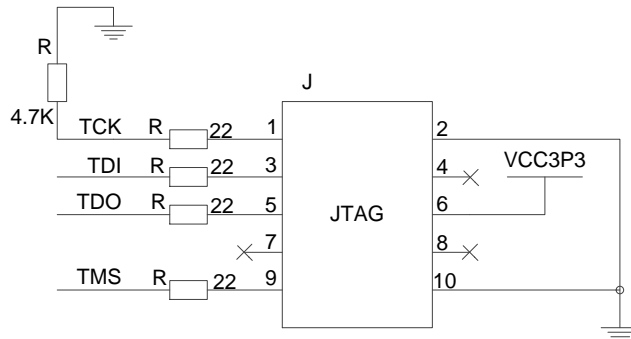 R
4.7K
J
TCK R 22 1 2
TDI R 22 3 4 VCC3P3
TDO R 22 5 JTAG 6
7 8
TMS R 22 9 10